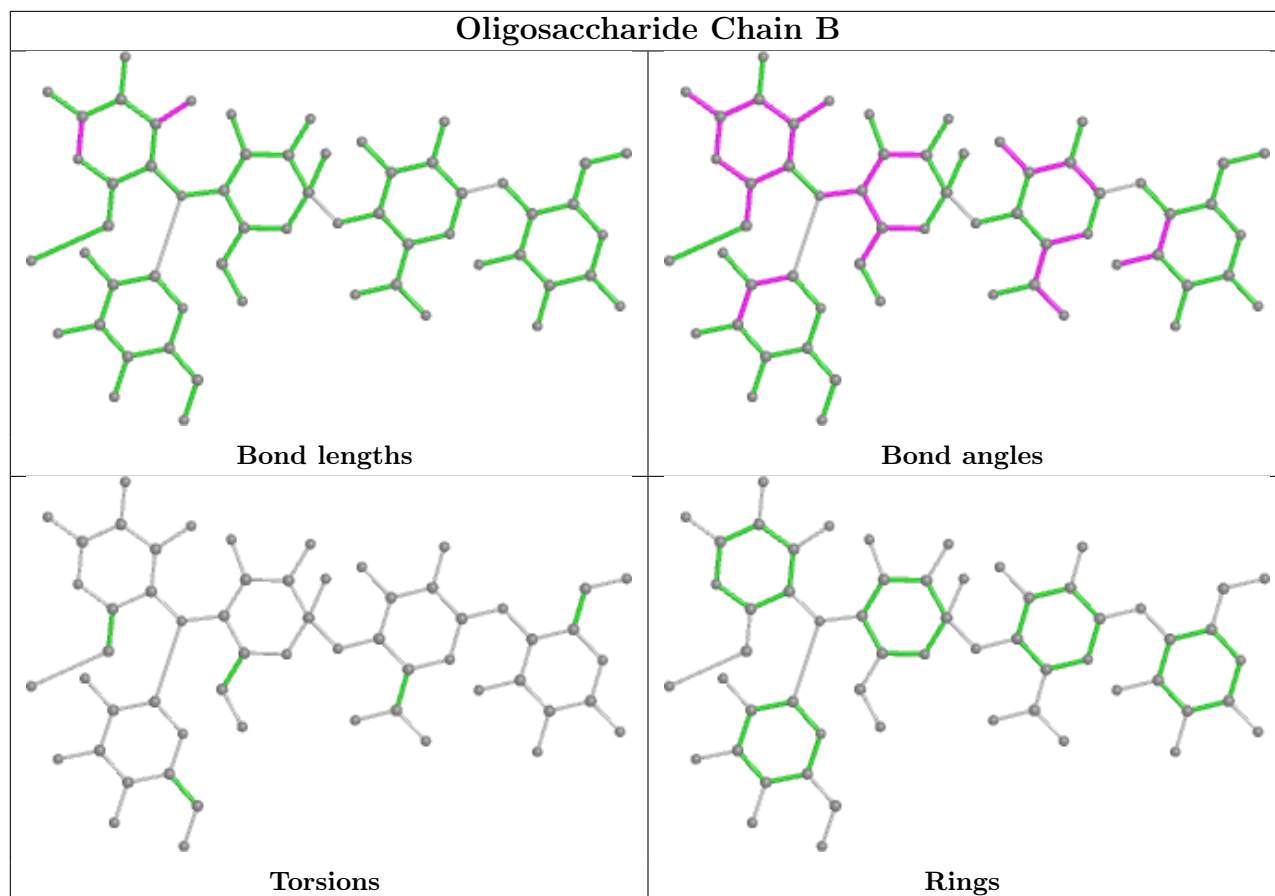 Oligosaccharide Chain B
Bond lengths
Bond angles
Torsions
Rings